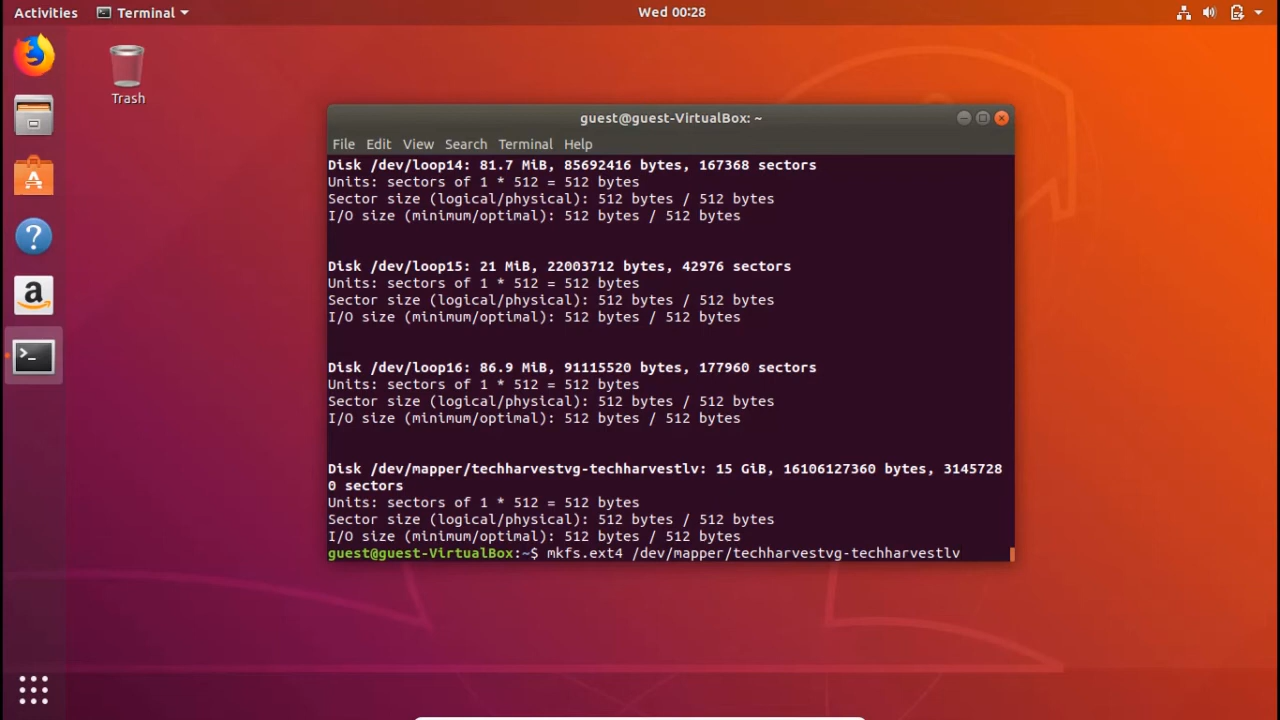 Activities Terminal Wed 00:28
Trash
guest@guest-VirtualBox: ~
File Edit View Search Terminal Help
Disk /dev/loop14: 81.7 MiB, 85692416 bytes, 167368 sectors
Units: sectors of 1 * 512 = 512 bytes
Sector size (logical/physical): 512 bytes / 512 bytes
I/O size (minimum/optimal): 512 bytes / 512 bytes
Disk /dev/loop15: 21 MiB, 22003712 bytes, 42976 sectors
Units: sectors of 1 * 512 = 512 bytes
Sector size (logical/physical): 512 bytes / 512 bytes
I/O size (minimum/optimal): 512 bytes / 512 bytes
Disk /dev/loop16: 86.9 MiB, 91115520 bytes, 177960 sectors
Units: sectors of 1 * 512 = 512 bytes
Sector size (logical/physical): 512 bytes / 512 bytes
I/O size (minimum/optimal): 512 bytes / 512 bytes
Disk /dev/mapper/techharvestvg-techharvestlv: 15 GiB, 16106127360 bytes, 3145728
0 sectors
Units: sectors of 1 * 512 = 512 bytes
Sector size (logical/physical): 512 bytes / 512 bytes
I/O size (minimum/optimal): 512 bytes / 512 bytes
guest@guest-VirtualBox:~$ mkfs.ext4 /dev/mapper/techharvestvg-techharvestlv